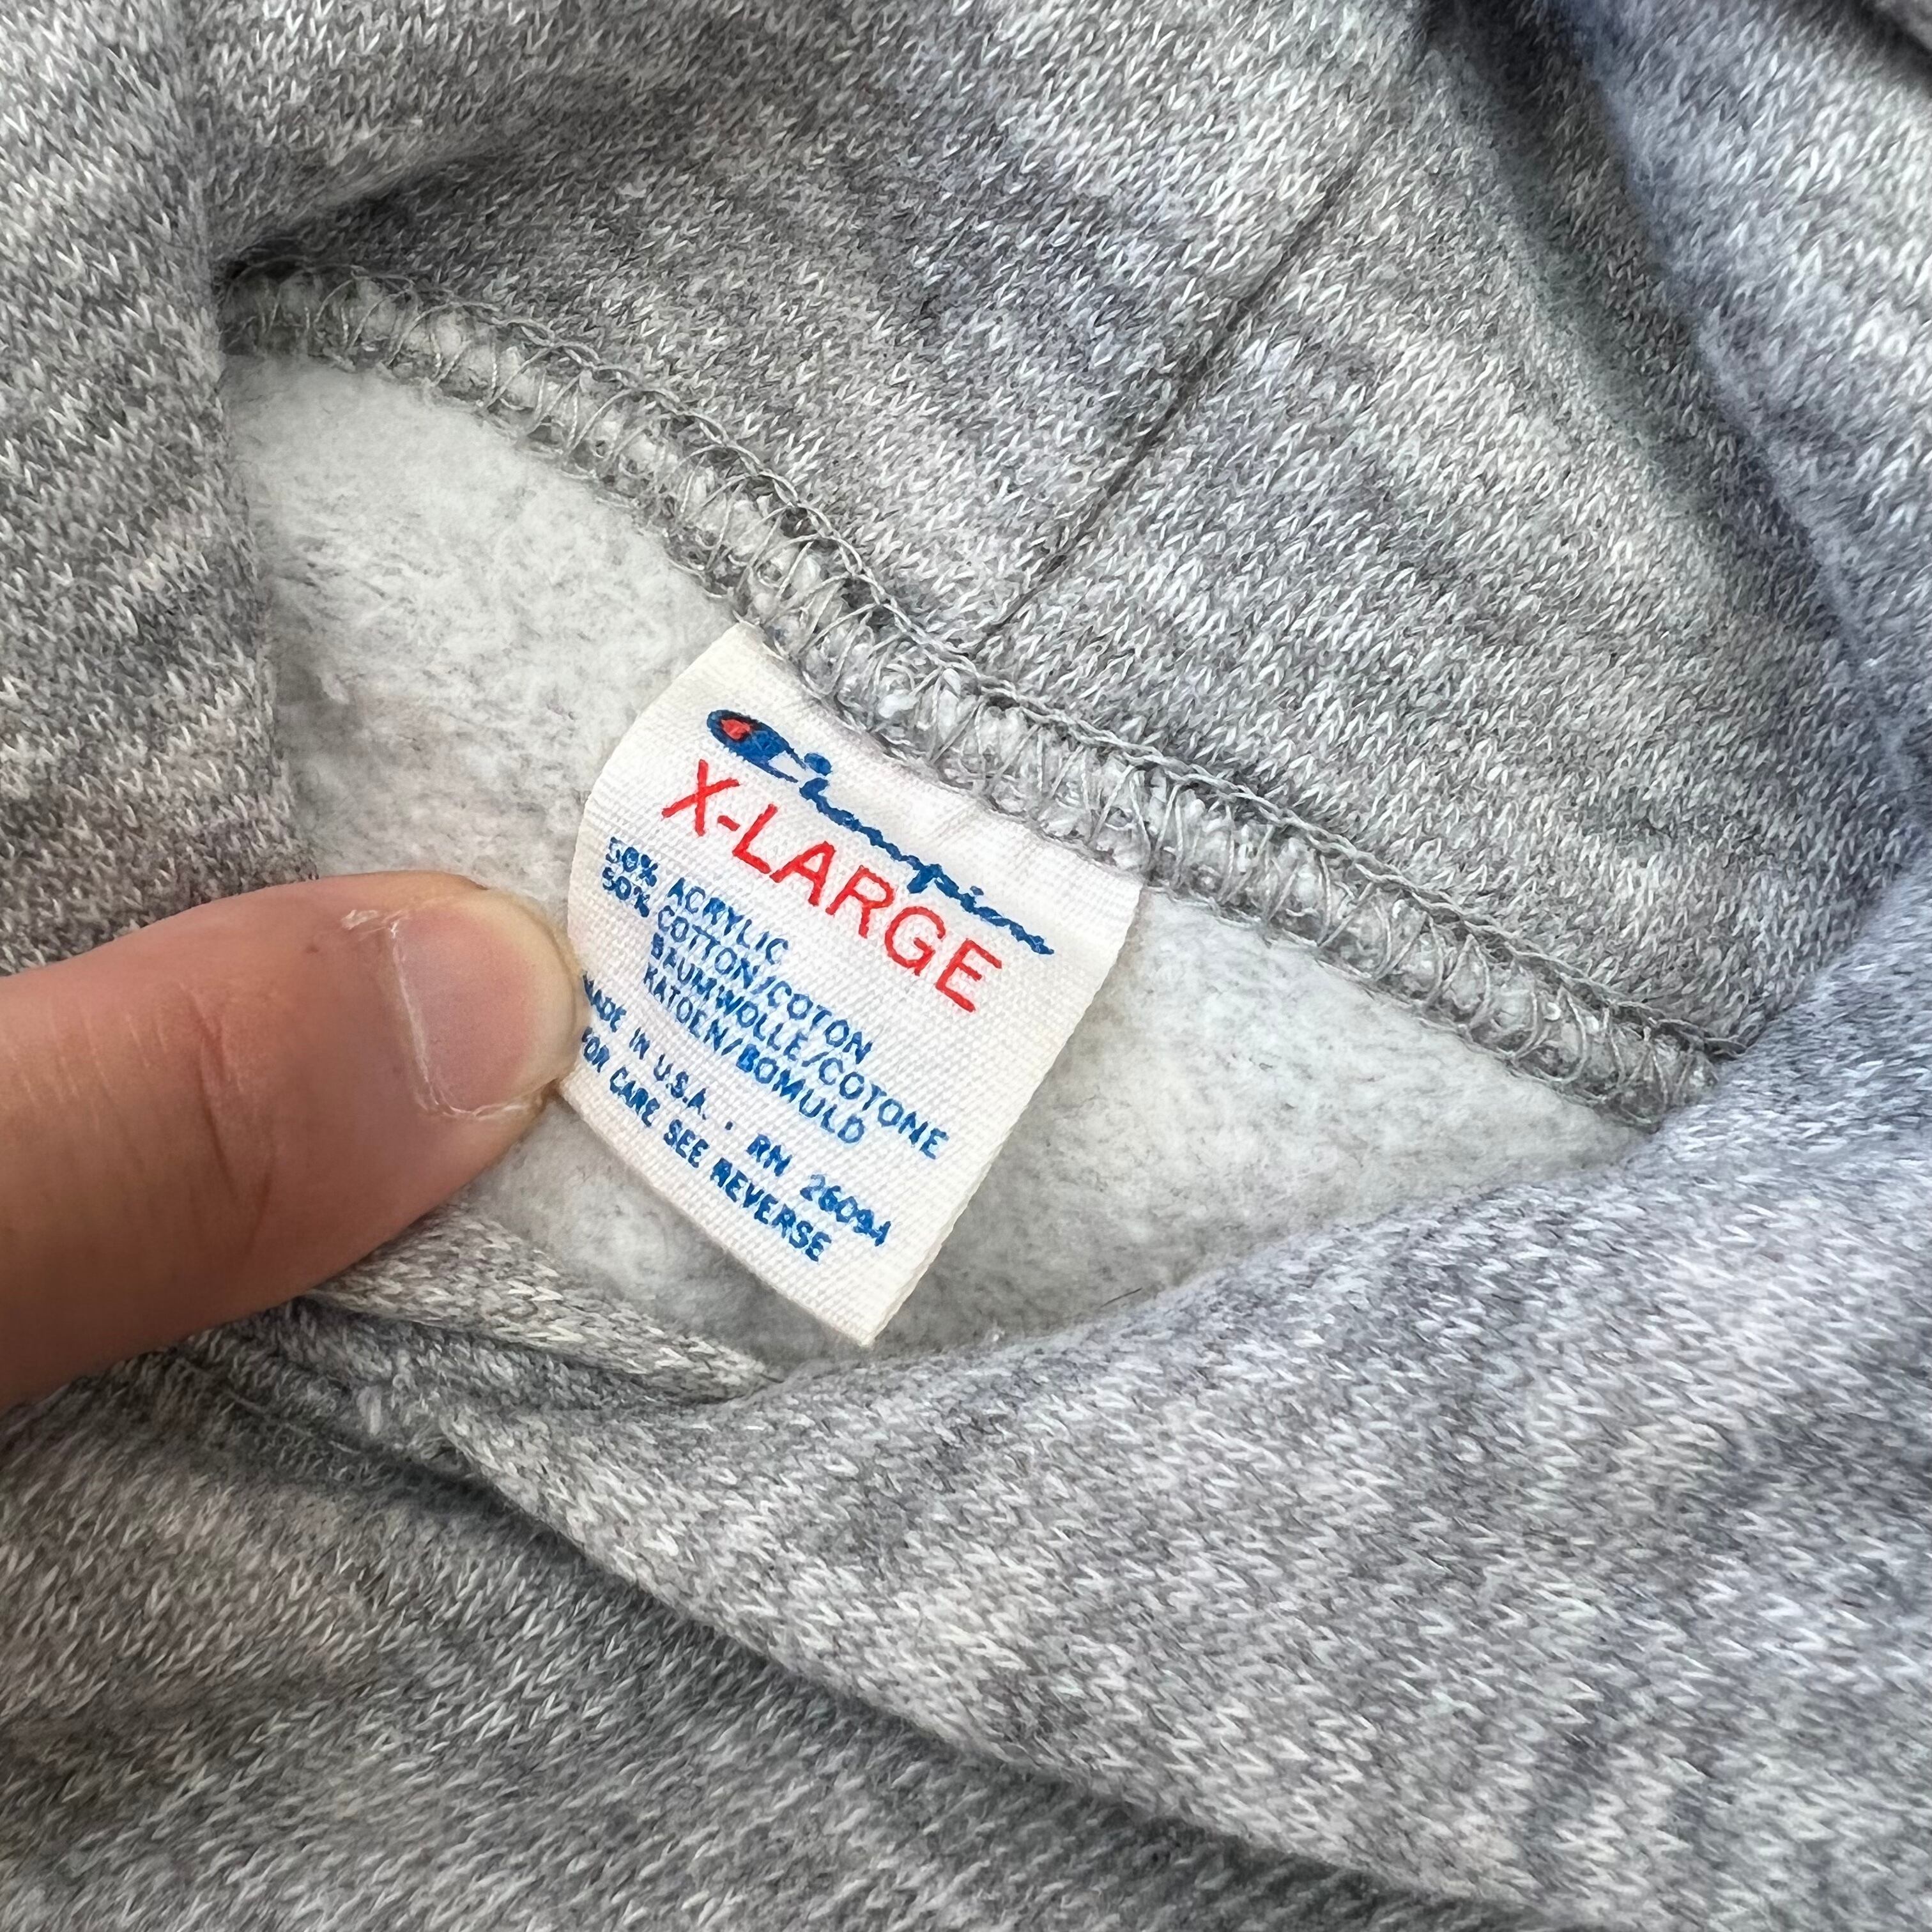 Champion
X-LARGE
50% ACRYLIC
50% COTTON/COTON
BAUMWOLLE/COTONE
KATOEN/BOMULD
MADE IN U.S.A. · RN 26094
FOR CARE SEE REVERSE